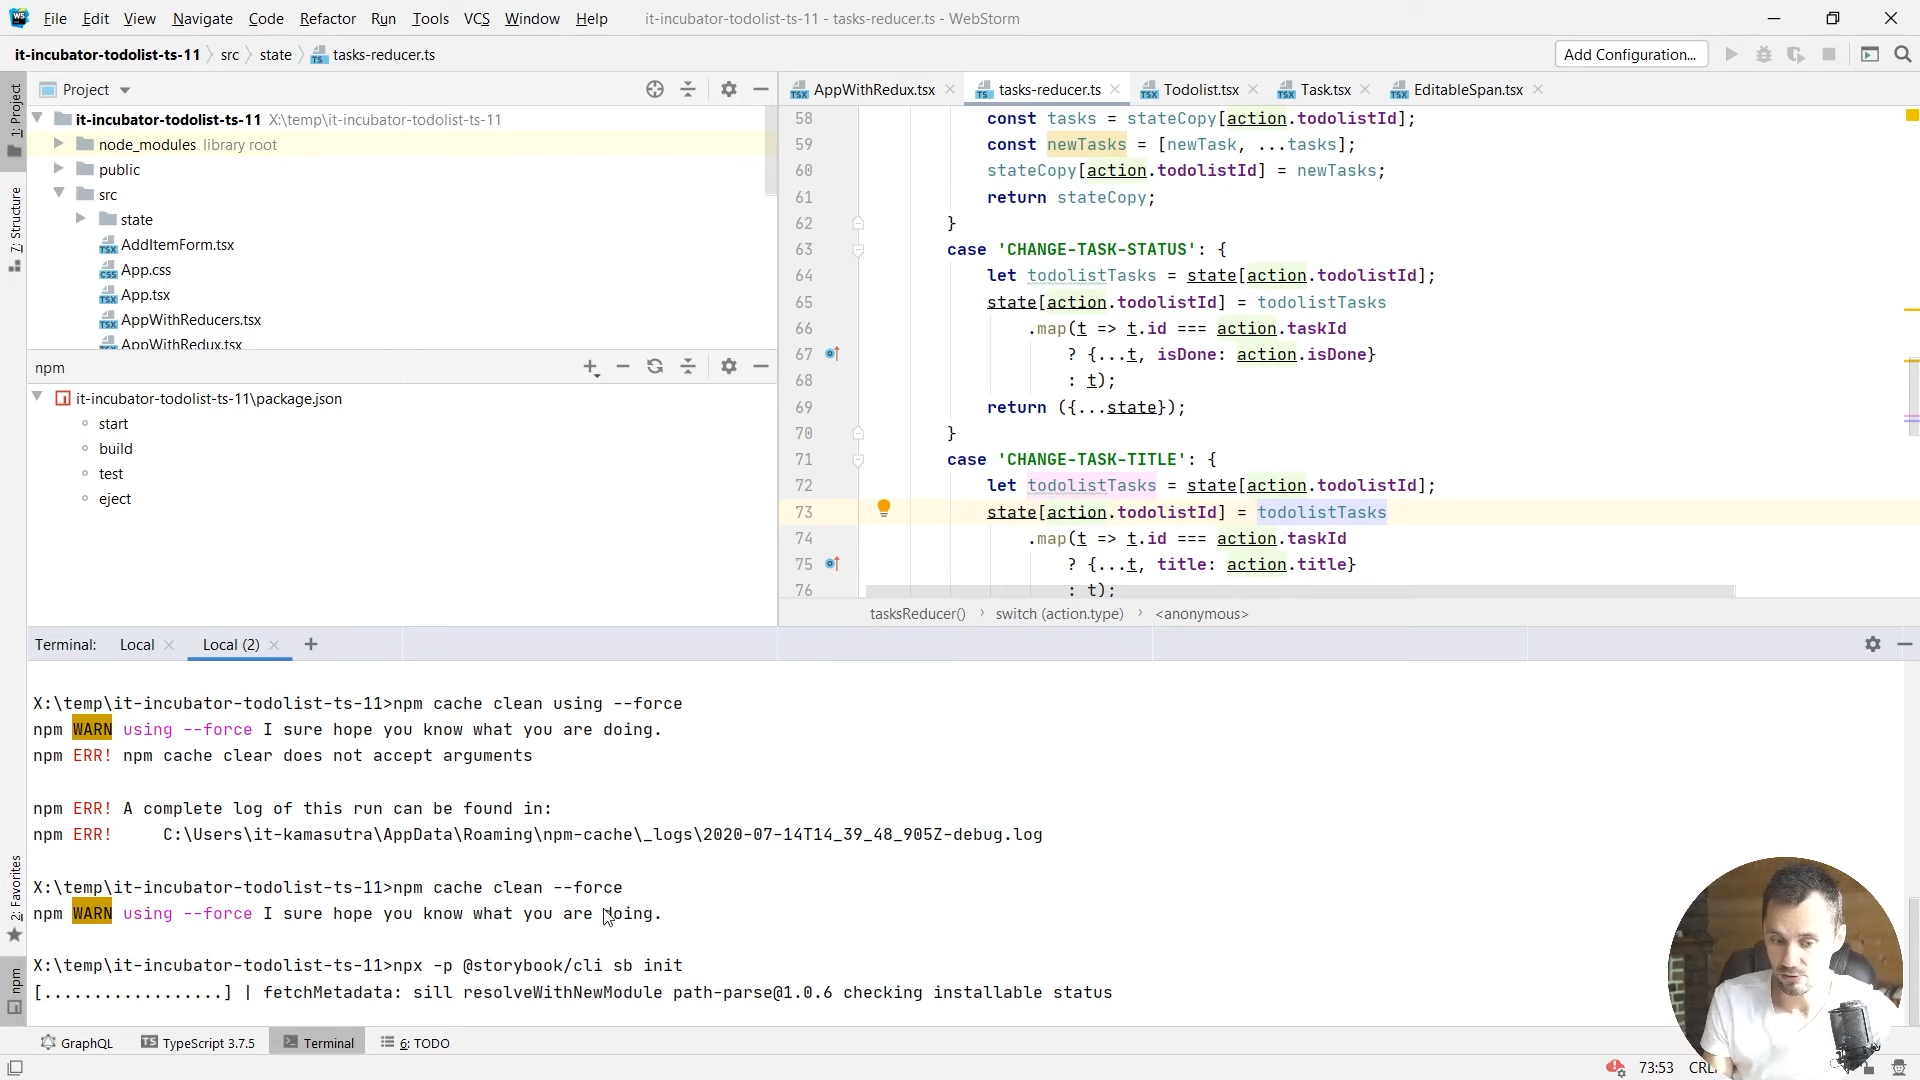 File Edit View Navigate Code Refactor Run Tools VCS Window Help it-incubator-todolist-ts-11 - tasks-reducer.ts - WebStorm
it-incubator-todolist-ts-11 src state tasks-reducer.ts Add Configuration...
Project
AppWithRedux.tsx tasks-reducer.ts Todolist.tsx Task.tsx EditableSpan.tsx
1: Project
7: Structure
2: Favorites
npm
it-incubator-todolist-ts-11 X:\temp\it-incubator-todolist-ts-11
node_modules library root
public
src
state
AddItemForm.tsx
App.css
App.tsx
AppWithReducers.tsx
AppWithRedux.tsx
npm
it-incubator-todolist-ts-11\package.json
start
build
test
eject
58 const tasks = stateCopy[action.todolistId];
59 const newTasks = [newTask, ...tasks];
60 stateCopy[action.todolistId] = newTasks;
61 return stateCopy;
62 }
63 case 'CHANGE-TASK-STATUS': {
64 let todolistTasks = state[action.todolistId];
65 state[action.todolistId] = todolistTasks
66 .map(t => t.id === action.taskId
67 ? {...t, isDone: action.isDone}
68 : t);
69 return ({...state});
70 }
71 case 'CHANGE-TASK-TITLE': {
72 let todolistTasks = state[action.todolistId];
73 state[action.todolistId] = todolistTasks
74 .map(t => t.id === action.taskId
75 ? {...t, title: action.title}
76 : t);
tasksReducer() switch (action.type) <anonymous>
Terminal: Local Local (2)
X:\temp\it-incubator-todolist-ts-11>npm cache clean using --force
npm WARN using --force I sure hope you know what you are doing.
npm ERR! npm cache clear does not accept arguments
npm ERR! A complete log of this run can be found in:
npm ERR! C:\Users\it-kamasutra\AppData\Roaming\npm-cache\_logs\2020-07-14T14_39_48_905Z-debug.log
X:\temp\it-incubator-todolist-ts-11>npm cache clean --force
npm WARN using --force I sure hope you know what you are doing.
X:\temp\it-incubator-todolist-ts-11>npx -p @storybook/cli sb init
[..................] | fetchMetadata: sill resolveWithNewModule path-parse@1.0.6 checking installable status
GraphQL TypeScript 3.7.5 Terminal 6: TODO
73:53